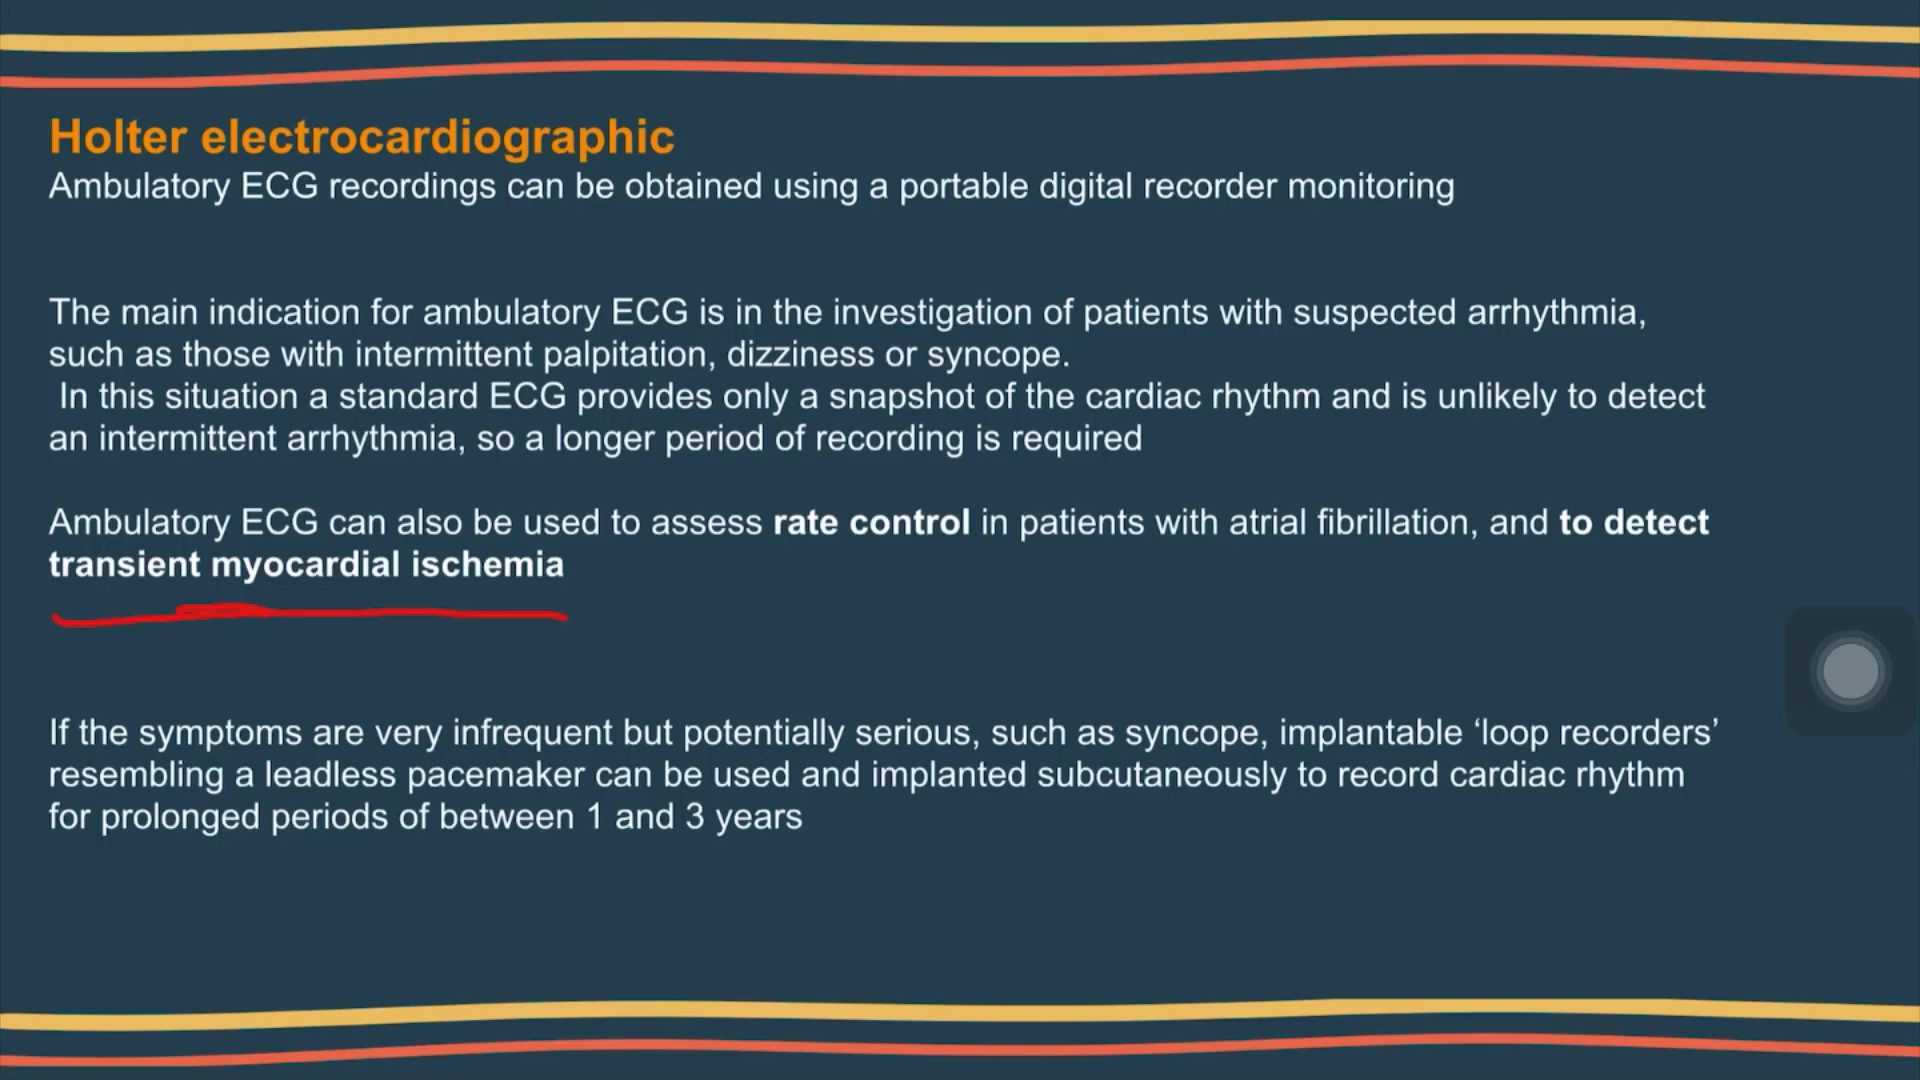 Holter electrocardiographic
Ambulatory ECG recordings can be obtained using a portable digital recorder monitoring
The main indication for ambulatory ECG is in the investigation of patients with suspected arrhythmia,
such as those with intermittent palpitation, dizziness or syncope.
In this situation a standard ECG provides only a snapshot of the cardiac rhythm and is unlikely to detect
an intermittent arrhythmia, so a longer period of recording is required
Ambulatory ECG can also be used to assess rate control in patients with atrial fibrillation, and to detect
transient myocardial ischemia
If the symptoms are very infrequent but potentially serious, such as syncope, implantable ‘loop recorders’
resembling a leadless pacemaker can be used and implanted subcutaneously to record cardiac rhythm
for prolonged periods of between 1 and 3 years